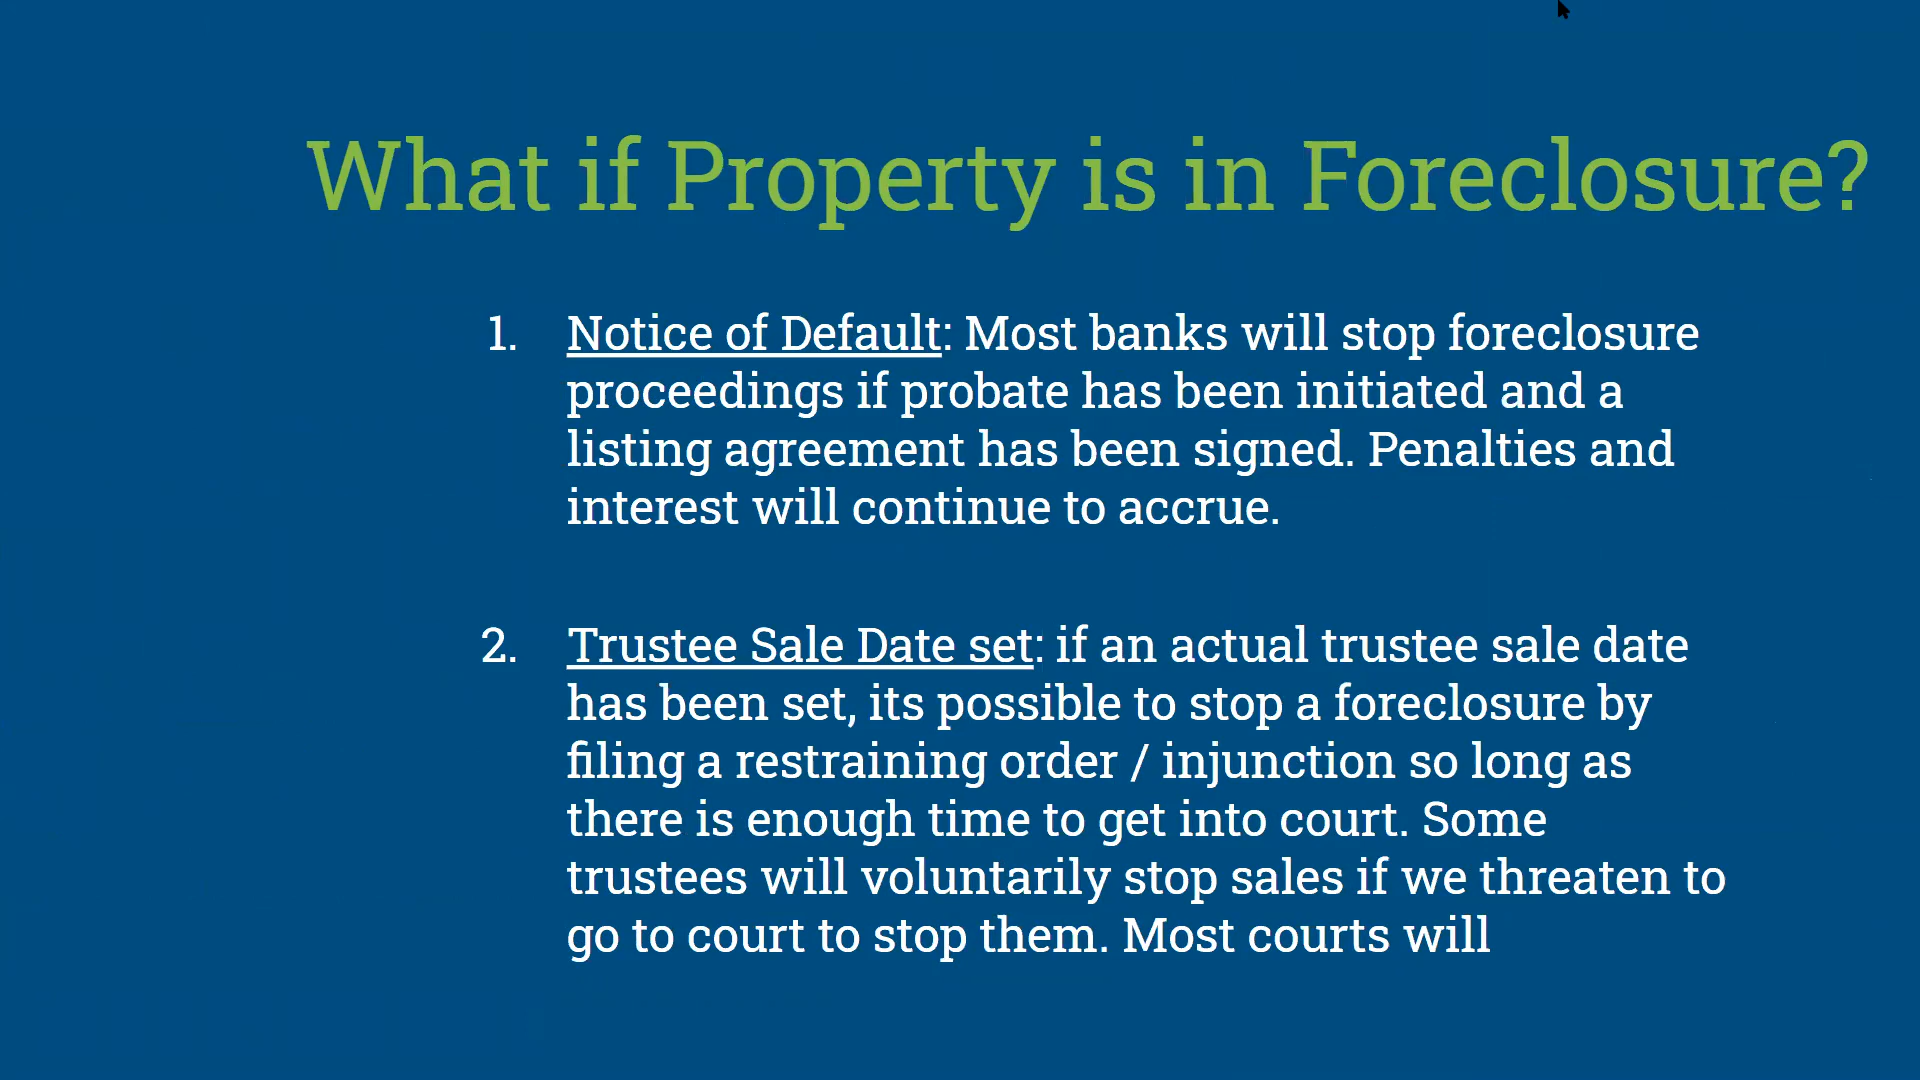 What if Property is in Foreclosure?
1. Notice of Default: Most banks will stop foreclosure
proceedings if probate has been initiated and a
listing agreement has been signed. Penalties and
interest will continue to accrue.
2. Trustee Sale Date set: if an actual trustee sale date
has been set, its possible to stop a foreclosure by
filing a restraining order / injunction so long as
there is enough time to get into court. Some
trustees will voluntarily stop sales if we threaten to
go to court to stop them. Most courts will